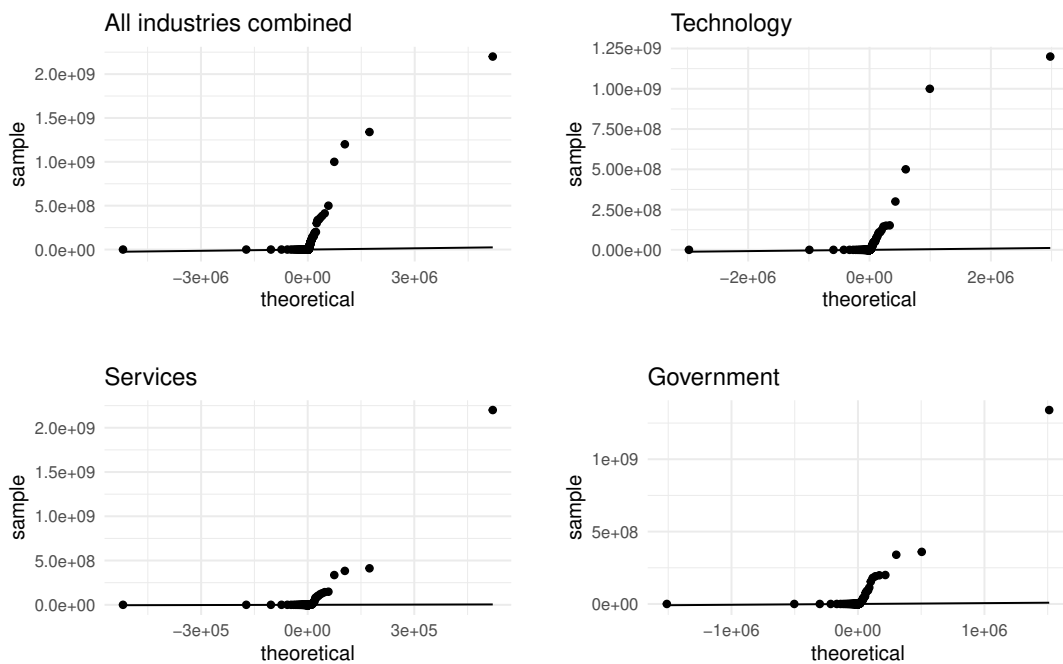 All industries combined
2.0e+09
1.5e+09
1.0e+09
5.0e+08
0.0e+00
sample
−3e+06 0e+00 3e+06
theoretical
Technology
1.25e+09
1.00e+09
7.50e+08
5.00e+08
2.50e+08
0.00e+00
sample
−2e+06 0e+00 2e+06
theoretical
Services
2.0e+09
1.5e+09
1.0e+09
5.0e+08
0.0e+00
sample
−3e+05 0e+00 3e+05
theoretical
Government
1e+09
5e+08
0e+00
sample
−1e+06 0e+00 1e+06
theoretical